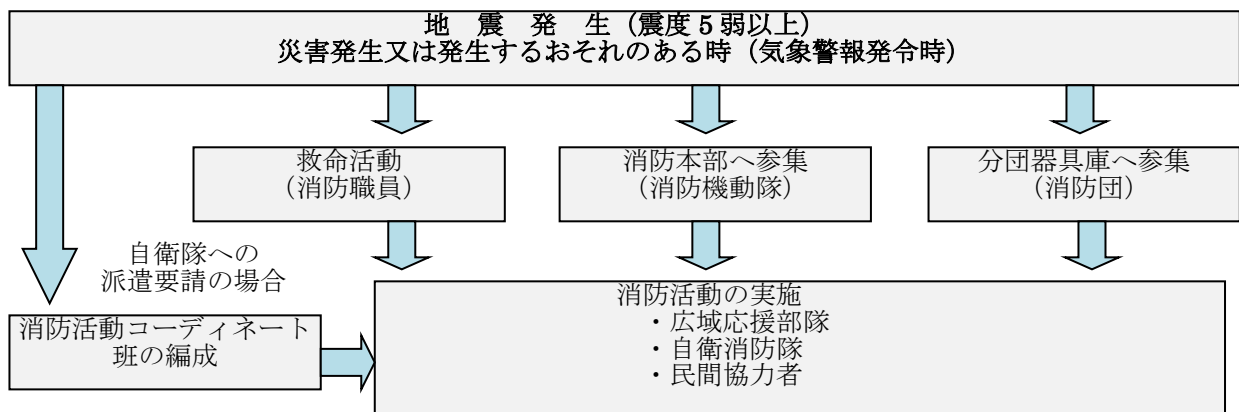 地 震 発 生（震度５弱以上）
災害発生又は発生するおそれのある時（気象警報発令時）
救命活動
（消防職員）
消防本部へ参集
（消防機動隊）
分団器具庫へ参集
（消防団）
自衛隊への
派遣要請の場合
消防活動コーディネート
班の編成
消防活動の実施
・広域応援部隊
・自衛消防隊
・民間協力者